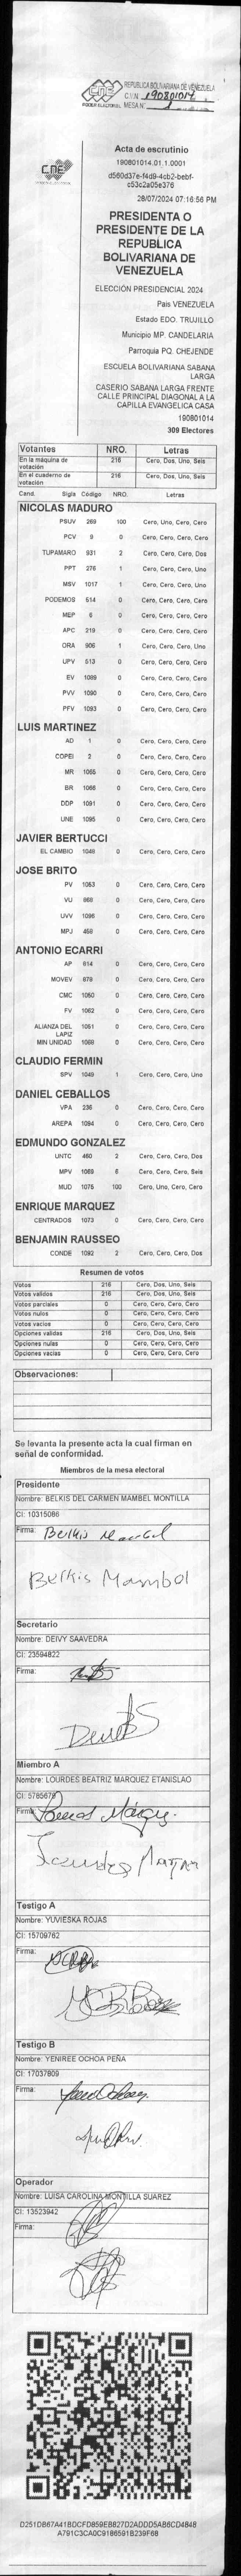 CNE
PODER ELECTORAL
REPUBLICA BOLIVARIANA DE VENEZUELA
C.V.N: 190801014
MESA N° 1
CNE
Acta de escrutinio
190801014.01.1.0001
d560d37e-f4d9-4cb2-bebf-
c53c2a05e376
28/07/2024 07:16:56 PM
PRESIDENTA O
PRESIDENTE DE LA
REPUBLICA
BOLIVARIANA DE
VENEZUELA
ELECCIÓN PRESIDENCIAL 2024
Pais VENEZUELA
Estado EDO. TRUJILLO
Municipio MP. CANDELARIA
Parroquia PQ. CHEJENDE
ESCUELA BOLIVARIANA SABANA
LARGA
CASERIO SABANA LARGA FRENTE
CALLE PRINCIPAL DIAGONAL A LA
CAPILLA EVANGELICA CASA
190801014
309 Electores
Votantes NRO. Letras
En la máquina de votación 216 Cero, Dos, Uno, Seis
En el cuaderno de votación 216 Cero, Dos, Uno, Seis
Cand. Sigla Código NRO. Letras
NICOLAS MADURO
PSUV 269 100 Cero, Uno, Cero, Cero
PCV 9 0 Cero, Cero, Cero, Cero
TUPAMARO 931 2 Cero, Cero, Cero, Dos
PPT 276 1 Cero, Cero, Cero, Uno
MSV 1017 1 Cero, Cero, Cero, Uno
PODEMOS 514 0 Cero, Cero, Cero, Cero
MEP 6 0 Cero, Cero, Cero, Cero
APC 219 0 Cero, Cero, Cero, Cero
ORA 906 1 Cero, Cero, Cero, Uno
UPV 513 0 Cero, Cero, Cero, Cero
EV 1089 0 Cero, Cero, Cero, Cero
PVV 1090 0 Cero, Cero, Cero, Cero
PFV 1093 0 Cero, Cero, Cero, Cero
LUIS MARTINEZ
AD 1 0 Cero, Cero, Cero, Cero
COPEI 2 0 Cero, Cero, Cero, Cero
MR 1065 0 Cero, Cero, Cero, Cero
BR 1068 0 Cero, Cero, Cero, Cero
DDP 1091 0 Cero, Cero, Cero, Cero
UNE 1095 0 Cero, Cero, Cero, Cero
JAVIER BERTUCCI
EL CAMBIO 1048 0 Cero, Cero, Cero, Cero
JOSE BRITO
PV 1053 0 Cero, Cero, Cero, Cero
VU 868 0 Cero, Cero, Cero, Cero
UVV 1096 0 Cero, Cero, Cero, Cero
MPJ 459 0 Cero, Cero, Cero, Cero
ANTONIO ECARRI
AP 814 0 Cero, Cero, Cero, Cero
MOVEV 879 0 Cero, Cero, Cero, Cero
CMC 1050 0 Cero, Cero, Cero, Cero
FV 1062 0 Cero, Cero, Cero, Cero
ALIANZA DEL LAPIZ 1051 0 Cero, Cero, Cero, Cero
MIN UNIDAD 1088 0 Cero, Cero, Cero, Cero
CLAUDIO FERMIN
SPV 1049 1 Cero, Cero, Cero, Uno
DANIEL CEBALLOS
VPA 235 0 Cero, Cero, Cero, Cero
AREPA 1094 0 Cero, Cero, Cero, Cero
EDMUNDO GONZALEZ
UNTC 460 2 Cero, Cero, Cero, Dos
MPV 1069 6 Cero, Cero, Cero, Seis
MUD 1075 100 Cero, Uno, Cero, Cero
ENRIQUE MARQUEZ
CENTRADOS 1073 0 Cero, Cero, Cero, Cero
BENJAMIN RAUSSEO
CONDE 1092 2 Cero, Cero, Cero, Dos
Resumen de votos
Votos 216 Cero, Dos, Uno, Seis
Votos validos 216 Cero, Dos, Uno, Seis
Votos parciales 0 Cero, Cero, Cero, Cero
Votos nulos 0 Cero, Cero, Cero, Cero
Votos vacios 0 Cero, Cero, Cero, Cero
Opciones validas 216 Cero, Dos, Uno, Seis
Opciones nulas 0 Cero, Cero, Cero, Cero
Opciones vacias 0 Cero, Cero, Cero, Cero
Observaciones:
Se levanta la presente acta la cual firman en
señal de conformidad.
Miembros de la mesa electoral
Presidente
Nombre: BELKIS DEL CARMEN MAMBEL MONTILLA
CI: 10315086
Firma: Belkis Mambel
Belkis Mambel
Secretario
Nombre: DEIVY SAAVEDRA
CI: 23594822
Firma:
Miembro A
Nombre: LOURDES BEATRIZ MARQUEZ ETANISLAO
CI: 5765679
Firma:
Testigo A
Nombre: YUVIESKA ROJAS
CI: 15709762
Firma:
Testigo B
Nombre: YENIREE OCHOA PEÑA
CI: 17037809
Firma:
Operador
Nombre: LUISA CAROLINA MONTILLA SUAREZ
CI: 13523942
Firma:
D251DB67A41BDCFD859EB827D2ADDD5AB6CD4848
A791C3CA0C9186591B239F68